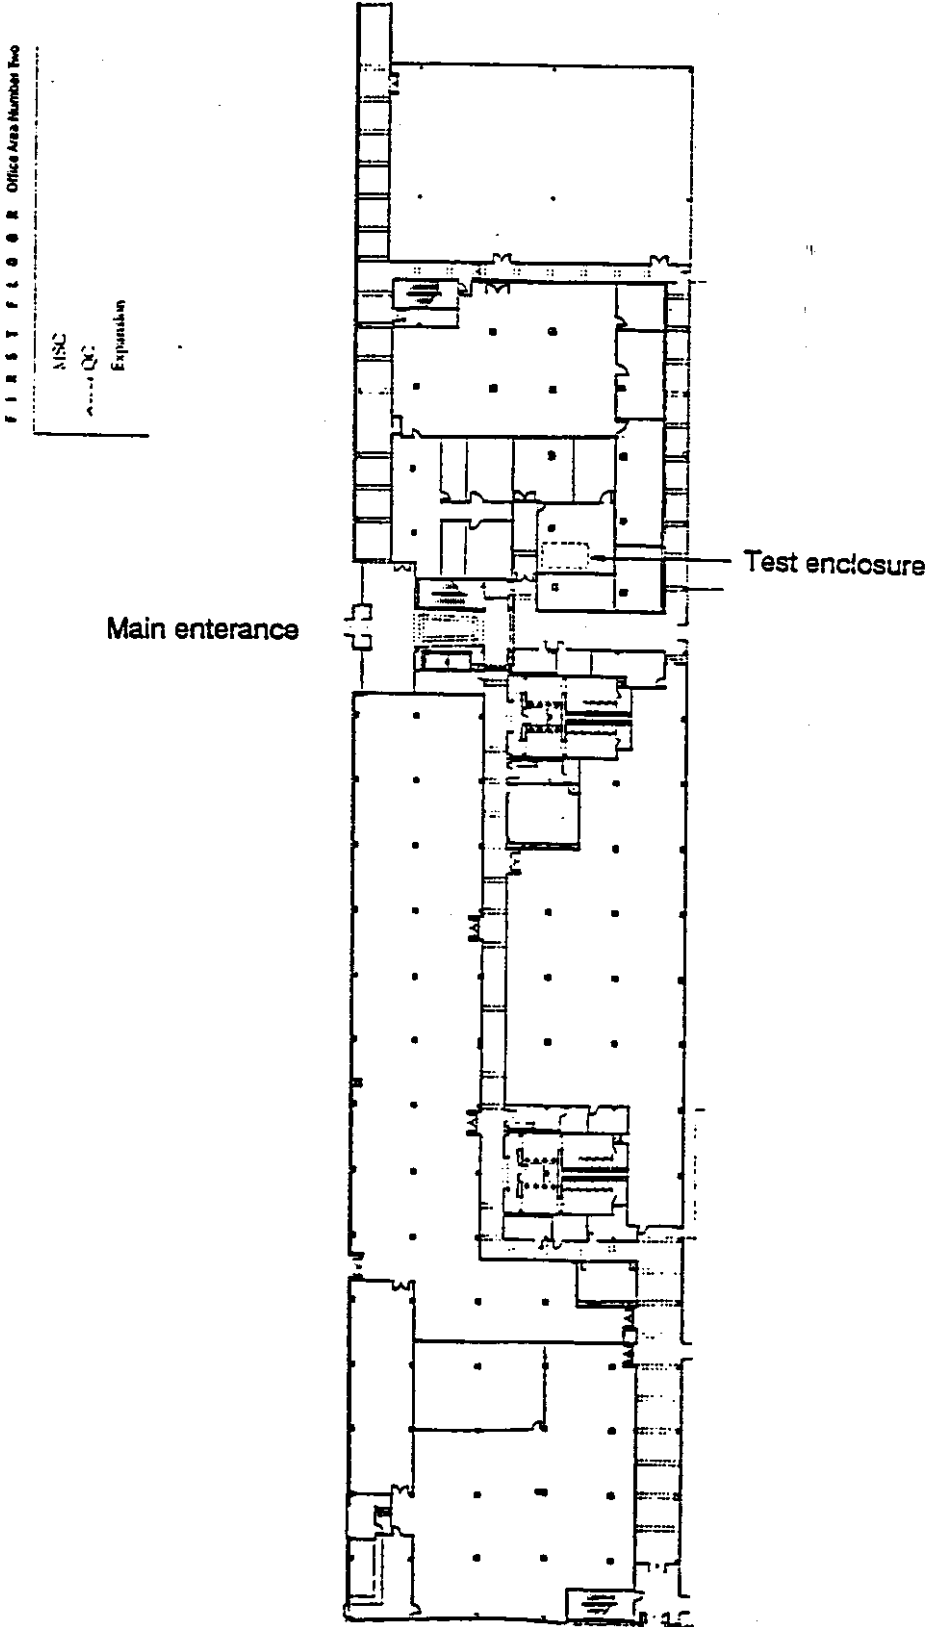 FIRST FLOOR Office Area Number Two
MSC
QC
Expansion
Test enclosure
Main enterance